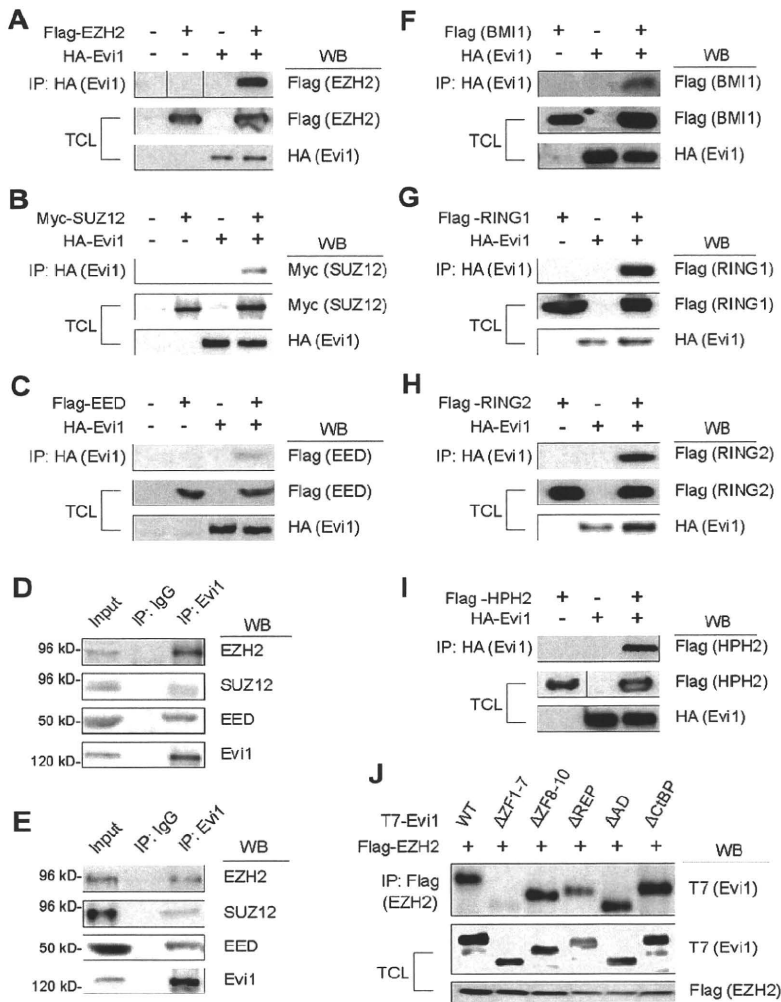 A
Flag-EZH2 - + - +
HA-Evi1 - - + + WB
IP: HA (Evi1) Flag (EZH2)
TCL Flag (EZH2)
HA (Evi1)
B
Myc-SUZ12 - + - +
HA-Evi1 - - + + WB
IP: HA (Evi1) Myc (SUZ12)
TCL Myc (SUZ12)
HA (Evi1)
C
Flag-EED - + - +
HA-Evi1 - - + + WB
IP: HA (Evi1) Flag (EED)
TCL Flag (EED)
HA (Evi1)
D
Input IP: IgG IP: Evi1 WB
96 kD- EZH2
96 kD- SUZ12
50 kD- EED
120 kD- Evi1
E
Input IP: IgG IP: Evi1 WB
96 kD- EZH2
96 kD- SUZ12
50 kD- EED
120 kD- Evi1
F
Flag (BMI1) + - +
HA (Evi1) - + + WB
IP: HA (Evi1) Flag (BMI1)
TCL Flag (BMI1)
HA (Evi1)
G
Flag-RING1 + - +
HA-Evi1 - + + WB
IP: HA (Evi1) Flag (RING1)
TCL Flag (RING1)
HA (Evi1)
H
Flag -RING2 + - +
HA-Evi1 - + + WB
IP: HA (Evi1) Flag (RING2)
TCL Flag (RING2)
HA (Evi1)
I
Flag -HPH2 + - +
HA-Evi1 - + + WB
IP: HA (Evi1) Flag (HPH2)
TCL Flag (HPH2)
HA (Evi1)
J
T7-Evi1 WT ΔZF1-7 ΔZF8-10 ΔREP ΔAD ΔCtBP
Flag-EZH2 + + + + + + WB
IP: Flag (EZH2) T7 (Evi1)
TCL T7 (Evi1)
Flag (EZH2)